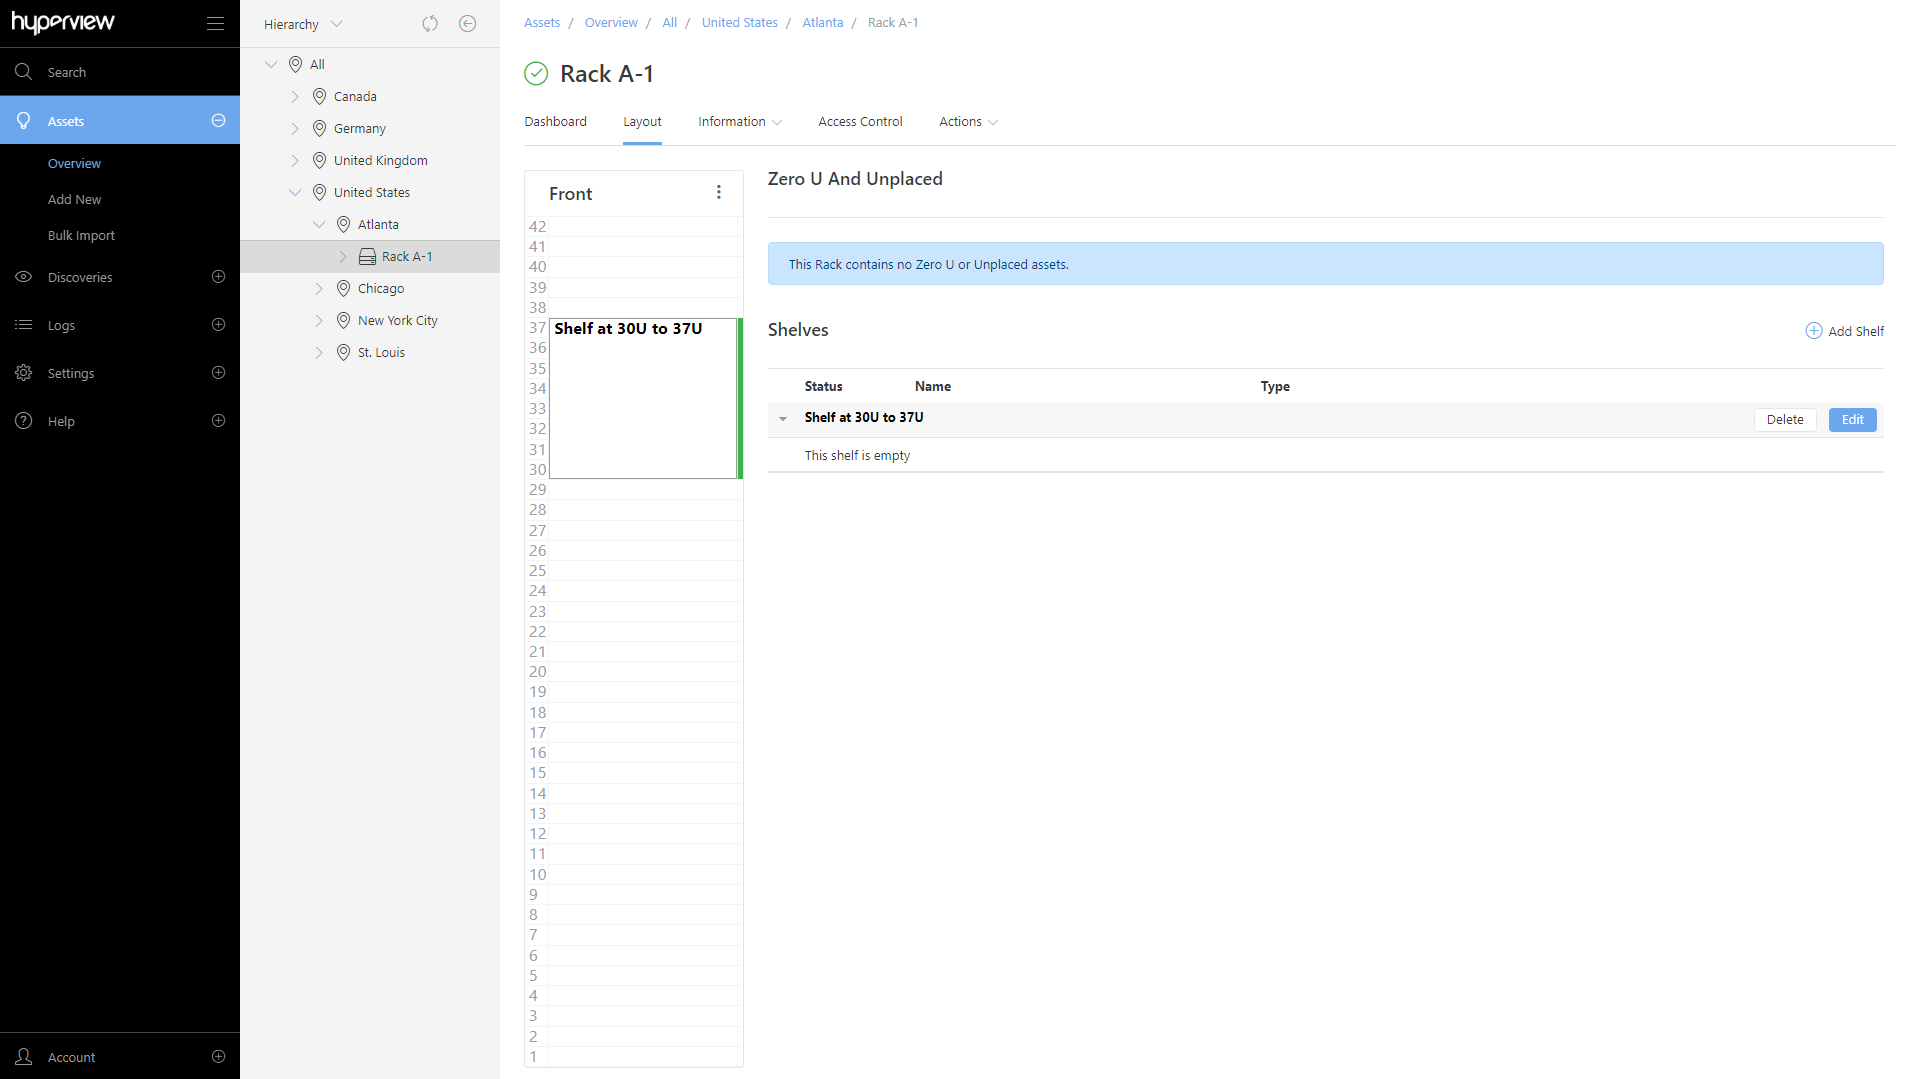 hyperview
Search
Assets
Overview
Add New
Bulk Import
Discoveries
Logs
Settings
Help
Account
Hierarchy
All
Canada
Germany
United Kingdom
United States
Atlanta
Rack A-1
Chicago
New York City
St. Louis
Assets / Overview / All / United States / Atlanta / Rack A-1
Rack A-1
Dashboard Layout Information Access Control Actions
Front
42
41
40
39
38
37 Shelf at 30U to 37U
36
35
34
33
32
31
30
29
28
27
26
25
24
23
22
21
20
19
18
17
16
15
14
13
12
11
10
9
8
7
6
5
4
3
2
1
Zero U And Unplaced
This Rack contains no Zero U or Unplaced assets.
Shelves Add Shelf
Status Name Type
Shelf at 30U to 37U Delete Edit
This shelf is empty